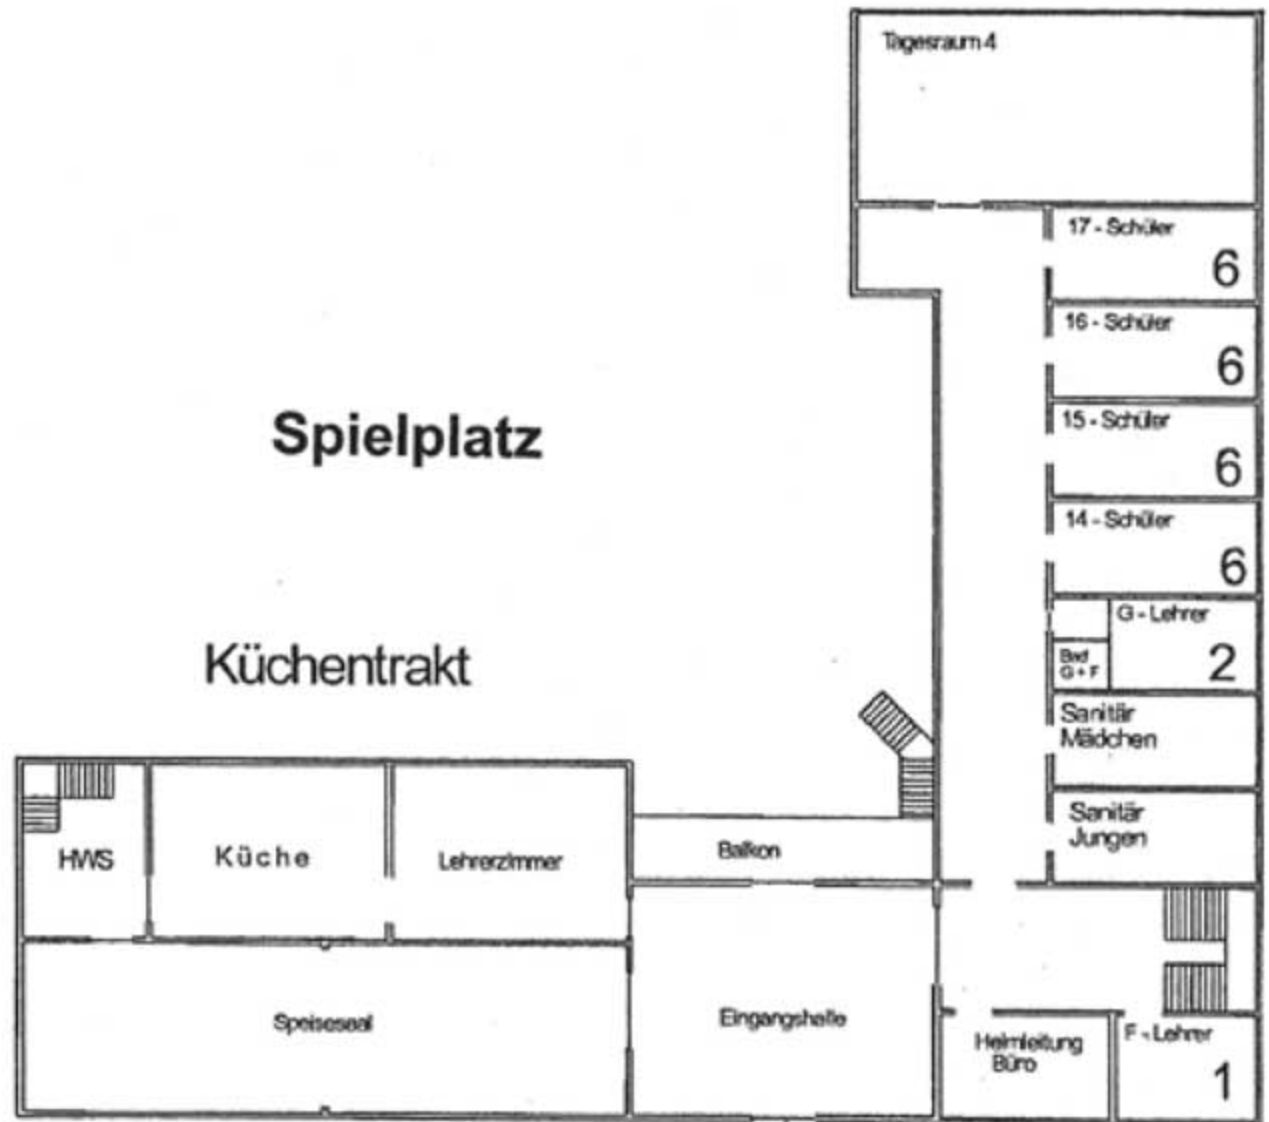 Tagesraum 4
17 - Schüler
6
16 - Schüler
6
15 - Schüler
6
14 - Schüler
6
G - Lehrer
2
Bad
G + F
Sanitär
Mädchen
Sanitär
Jungen
Spielplatz
Küchentrakt
HWS
Küche
Lehrerzimmer
Balkon
Speisesaal
Eingangshalle
Heimleitung
Büro
F - Lehrer
1